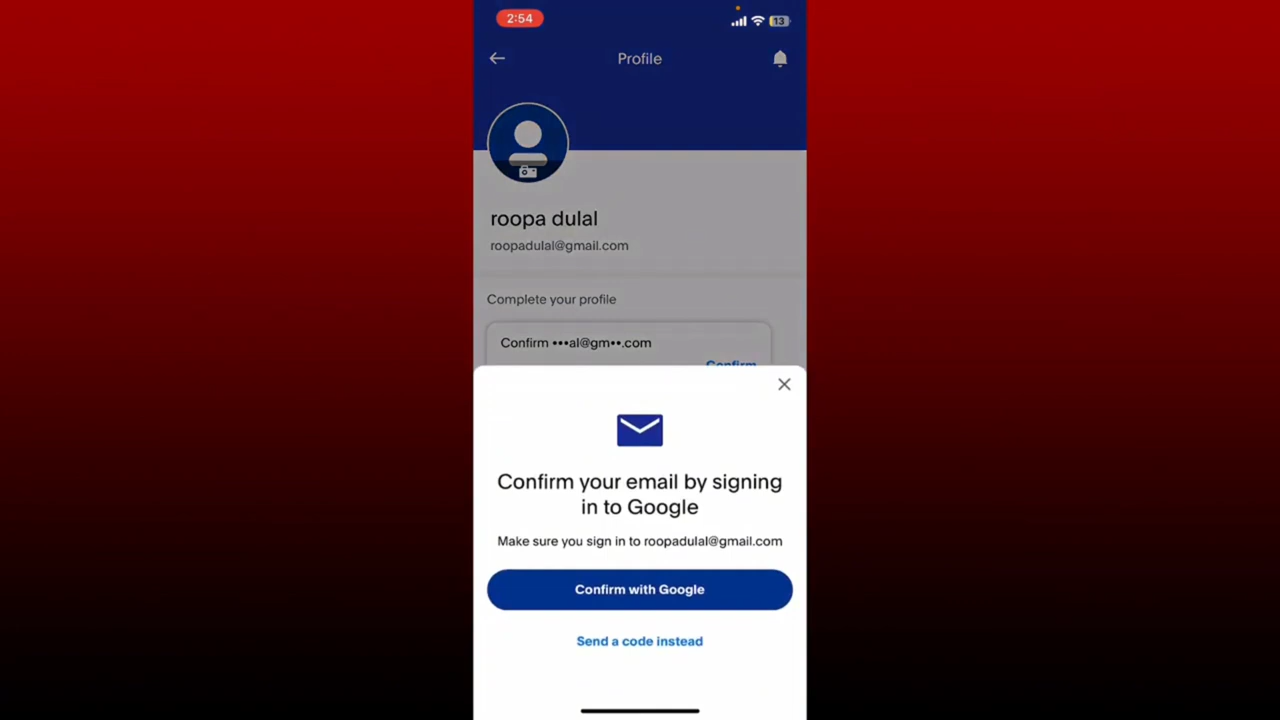 2:54
13
Profile
roopa dulal
roopadulal@gmail.com
Complete your profile
Confirm •••al@gm••.com
Confirm
Confirm your email by signing
in to Google
Make sure you sign in to roopadulal@gmail.com
Confirm with Google
Send a code instead